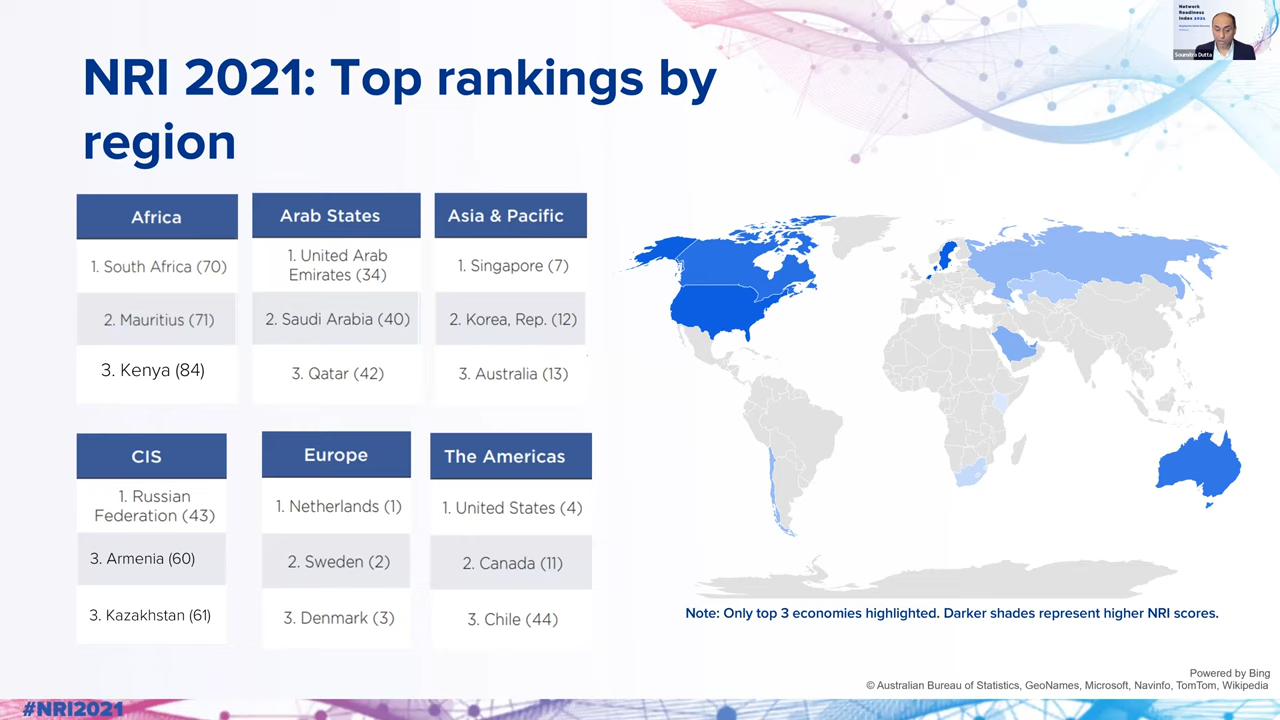 Network
Readiness
Index 2021
Soumitra Dutta
NRI 2021: Top rankings by
region
Africa
1. South Africa (70)
2. Mauritius (71)
3. Kenya (84)
Arab States
1. United Arab
Emirates (34)
2. Saudi Arabia (40)
3. Qatar (42)
Asia & Pacific
1. Singapore (7)
2. Korea, Rep. (12)
3. Australia (13)
CIS
1. Russian
Federation (43)
3. Armenia (60)
3. Kazakhstan (61)
Europe
1. Netherlands (1)
2. Sweden (2)
3. Denmark (3)
The Americas
1. United States (4)
2. Canada (11)
3. Chile (44)
Note: Only top 3 economies highlighted. Darker shades represent higher NRI scores.
Powered by Bing
© Australian Bureau of Statistics, GeoNames, Microsoft, Navinfo, TomTom, Wikipedia
#NRI2021